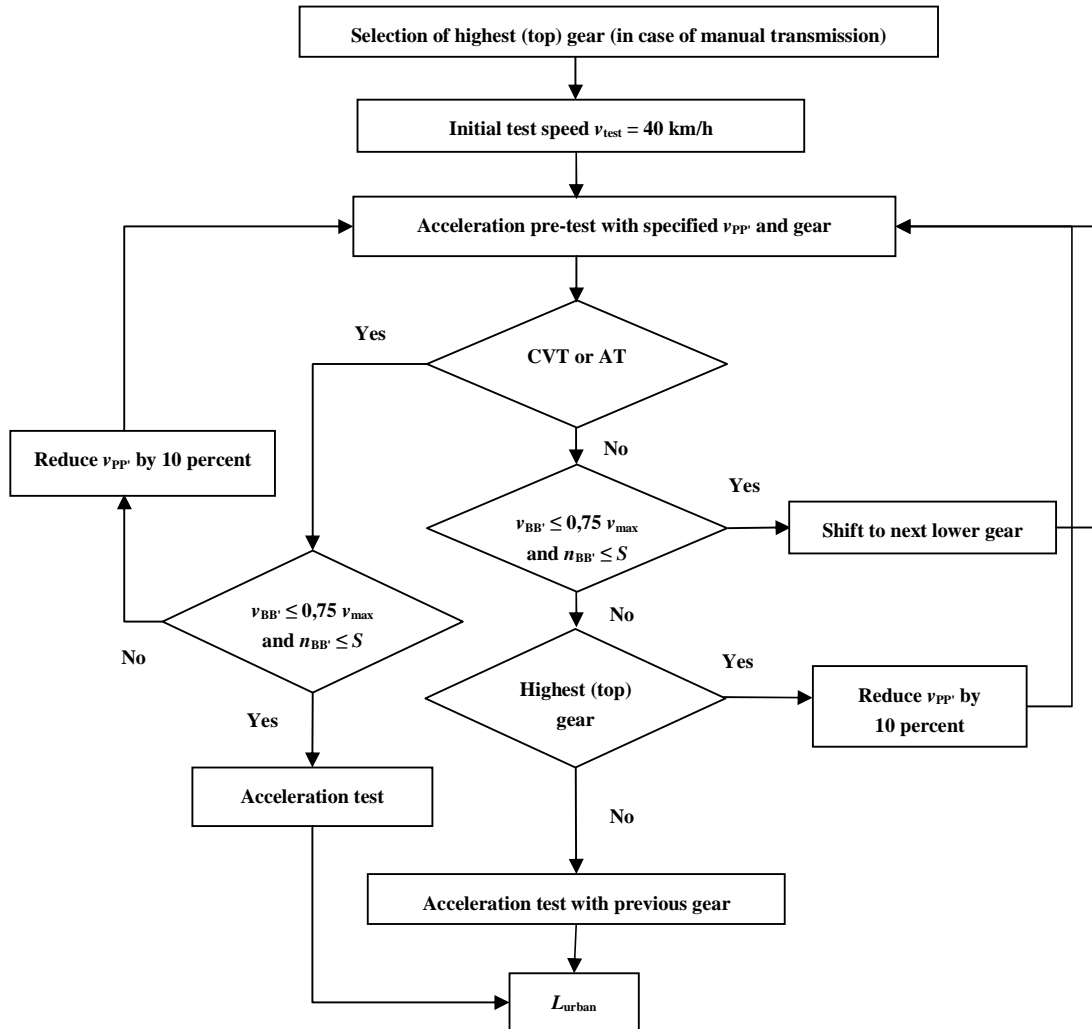 Selection of highest (top) gear (in case of manual transmission)
Initial test speed vtest = 40 km/h
Acceleration pre-test with specified vPP' and gear
Yes
CVT or AT
Reduce vPP' by 10 percent
No
Yes
vBB' ≤ 0,75 vmax
and nBB' ≤ S
Shift to next lower gear
vBB' ≤ 0,75 vmax
and nBB' ≤ S
No
No
Yes
Highest (top)
gear
Reduce vPP' by
10 percent
Yes
Acceleration test
No
Acceleration test with previous gear
Lurban